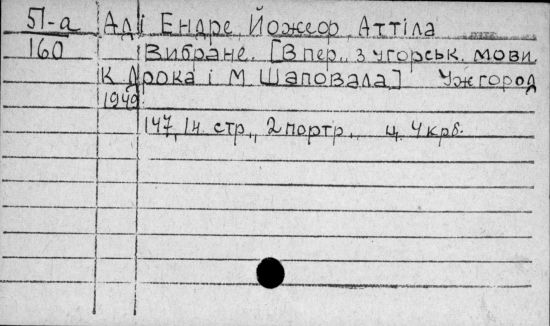 51-а Аді Ендре, Йожеф Аттіла
160 Вибране. [В пер. з угорськ. мови
К Дрока і М. Шаповала] Ужгород
1949.
147, 14. стр., 2 портр., ц. 4 крб.